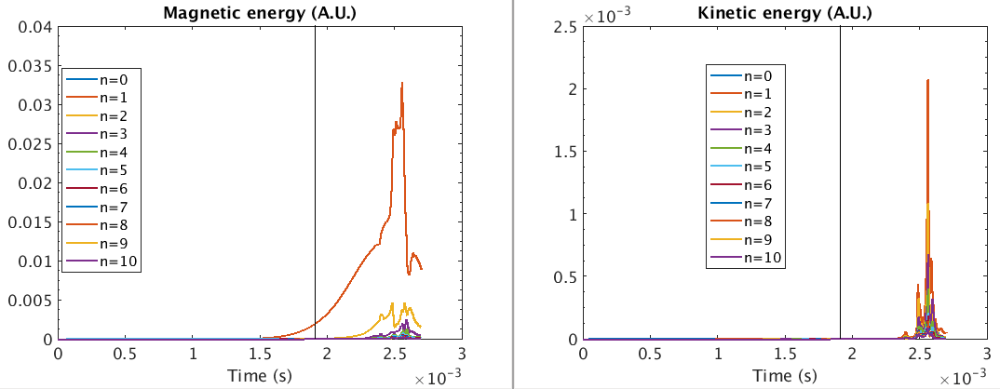 Magnetic energy (A.U.)
0.04
0.035
0.03
0.025
0.02
0.015
0.01
0.005
0
n=0
n=1
n=2
n=3
n=4
n=5
n=6
n=7
n=8
n=9
n=10
0 0.5 1 1.5 2 2.5 3
Time (s)
×10⁻³
Kinetic energy (A.U.)
×10⁻³
2.5
2
1.5
1
0.5
0
n=0
n=1
n=2
n=3
n=4
n=5
n=6
n=7
n=8
n=9
n=10
0 0.5 1 1.5 2 2.5 3
Time (s)
×10⁻³